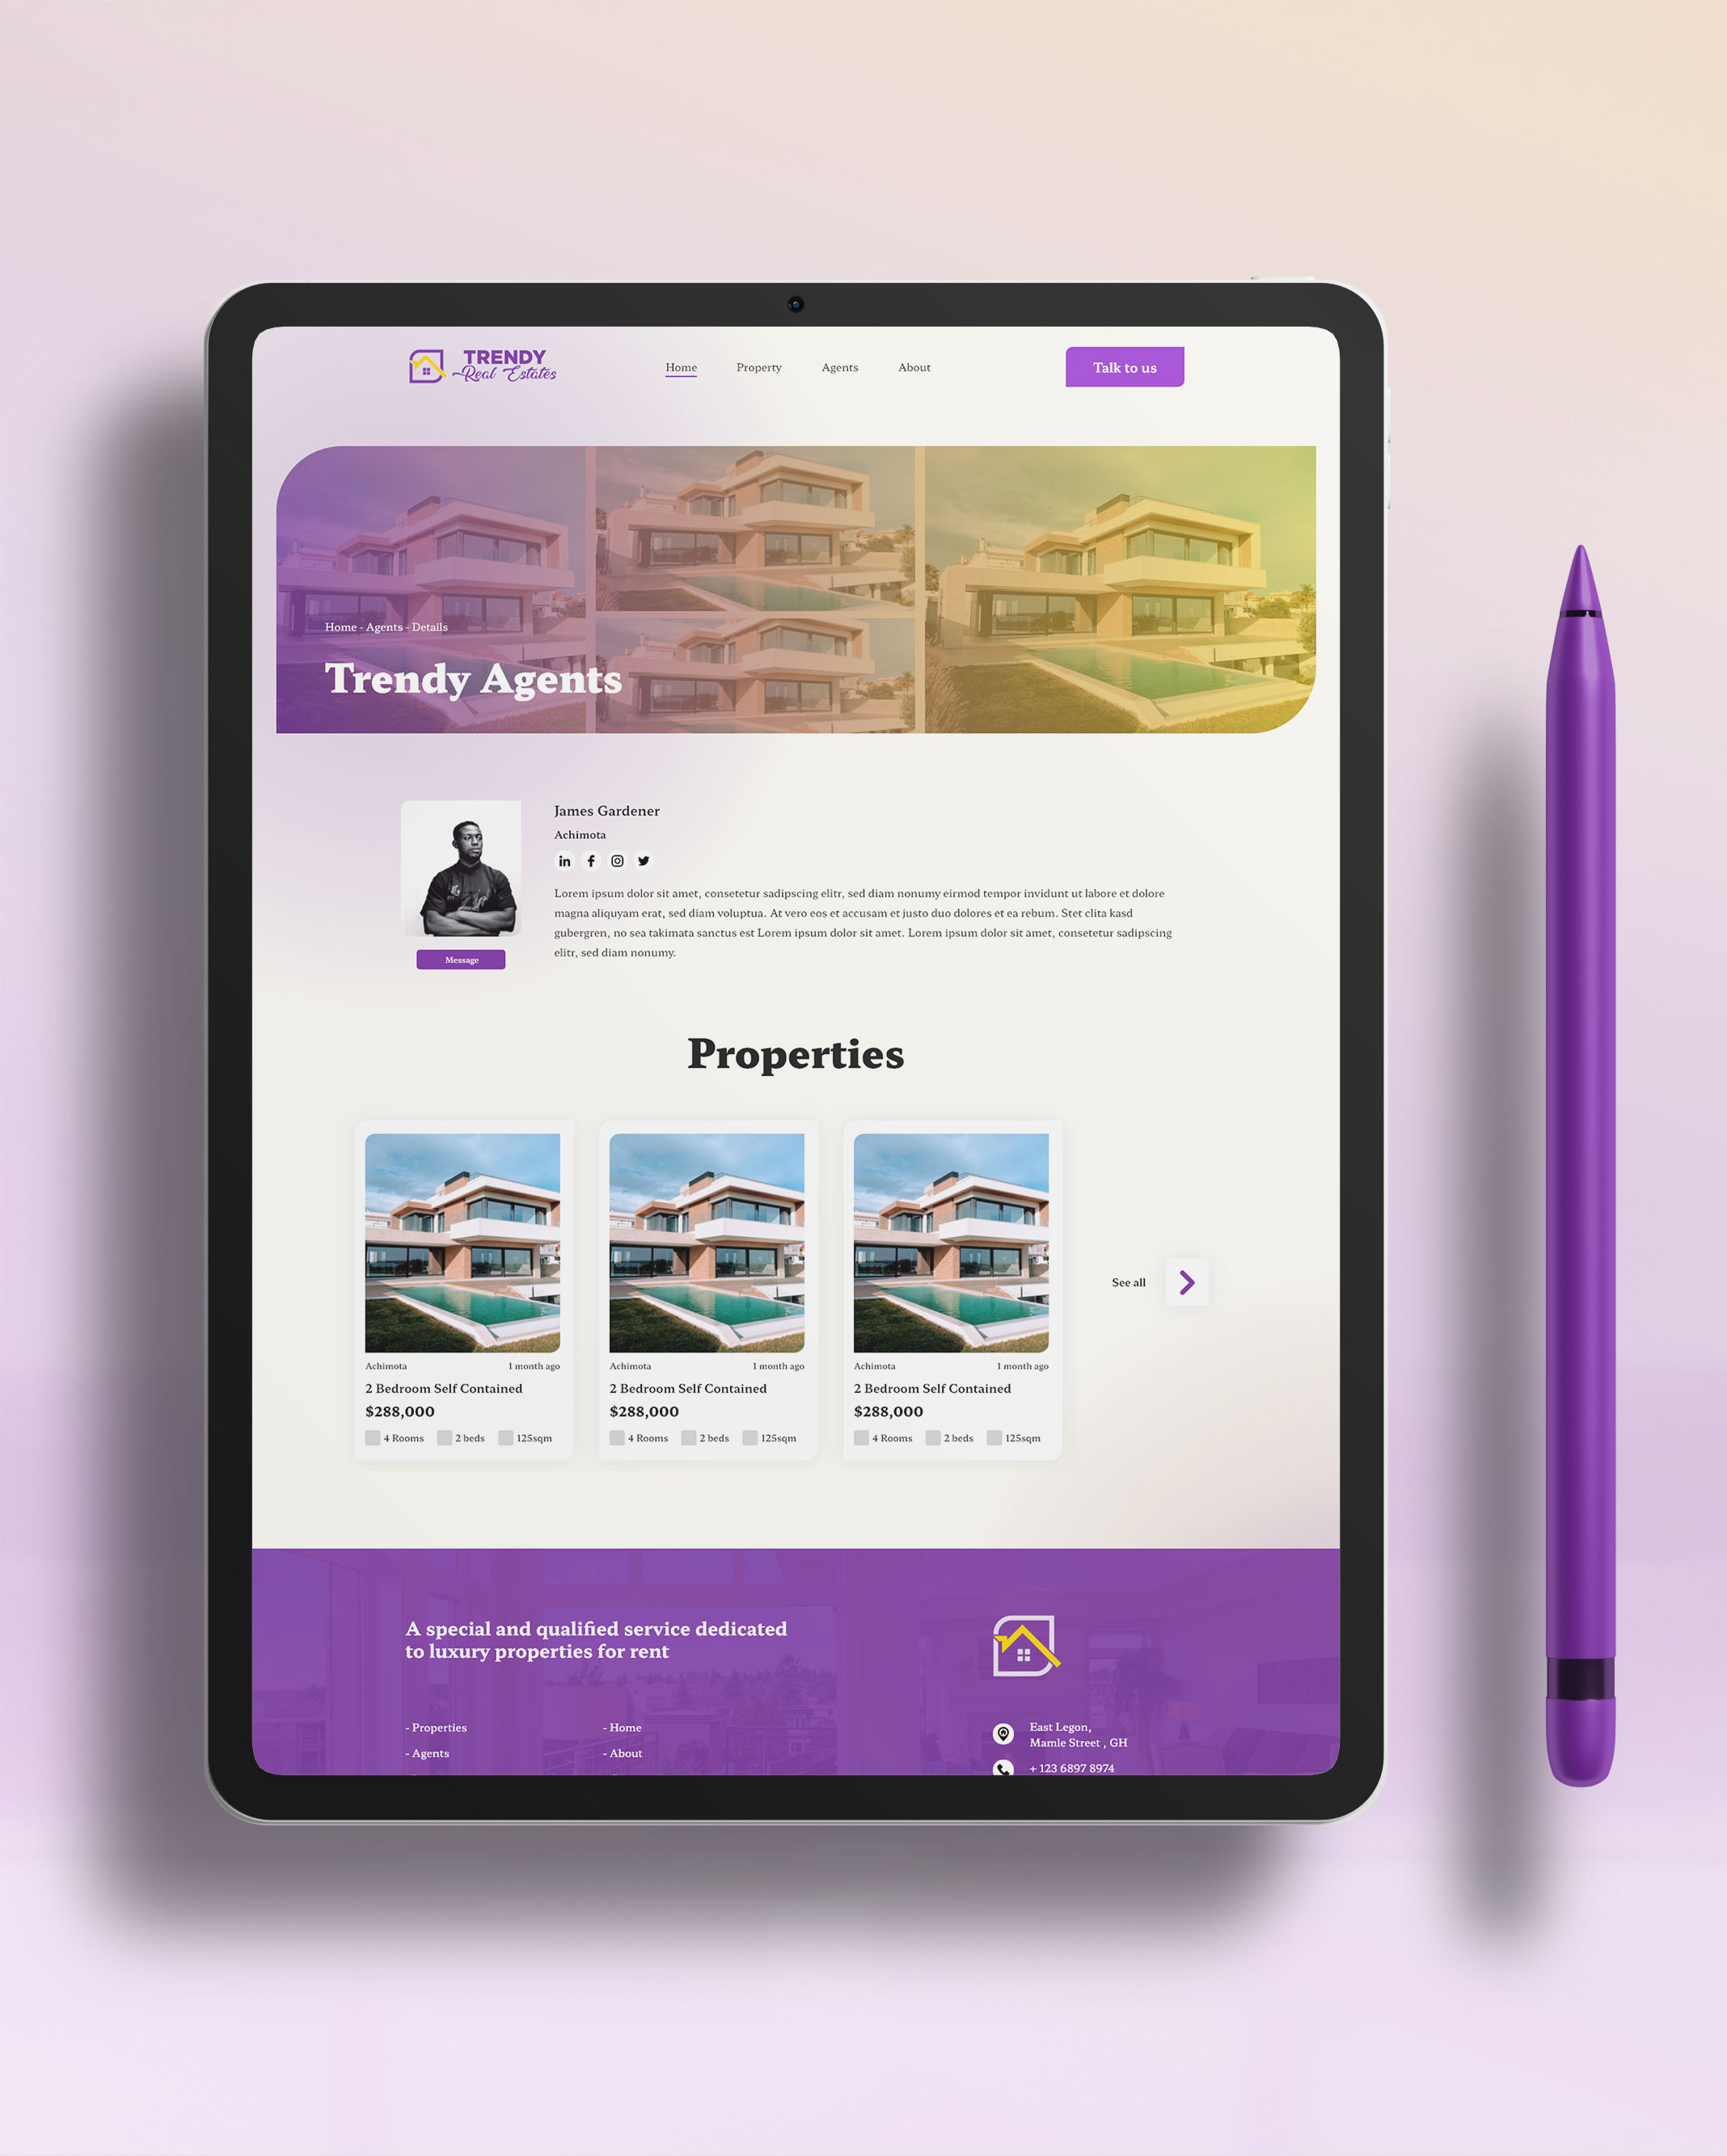 TRENDY
Real Estates
Home
Property
Agents
About
Talk to us
Home - Agents - Details
Trendy Agents
James Gardener
Achimota
Lorem ipsum dolor sit amet, consetetur sadipscing elitr, sed diam nonumy eirmod tempor invidunt ut labore et dolore
magna aliquyam erat, sed diam voluptua. At vero eos et accusam et justo duo dolores et ea rebum. Stet clita kasd
gubergren, no sea takimata sanctus est Lorem ipsum dolor sit amet. Lorem ipsum dolor sit amet, consetetur sadipscing
elitr, sed diam nonumy.
Message
Properties
Achimota 1 month ago
2 Bedroom Self Contained
$288,000
4 Rooms 2 beds 125sqm
Achimota 1 month ago
2 Bedroom Self Contained
$288,000
4 Rooms 2 beds 125sqm
Achimota 1 month ago
2 Bedroom Self Contained
$288,000
4 Rooms 2 beds 125sqm
See all
A special and qualified service dedicated
to luxury properties for rent
- Properties
- Agents
- Home
- About
East Legon,
Mamle Street , GH
+ 123 6897 8974